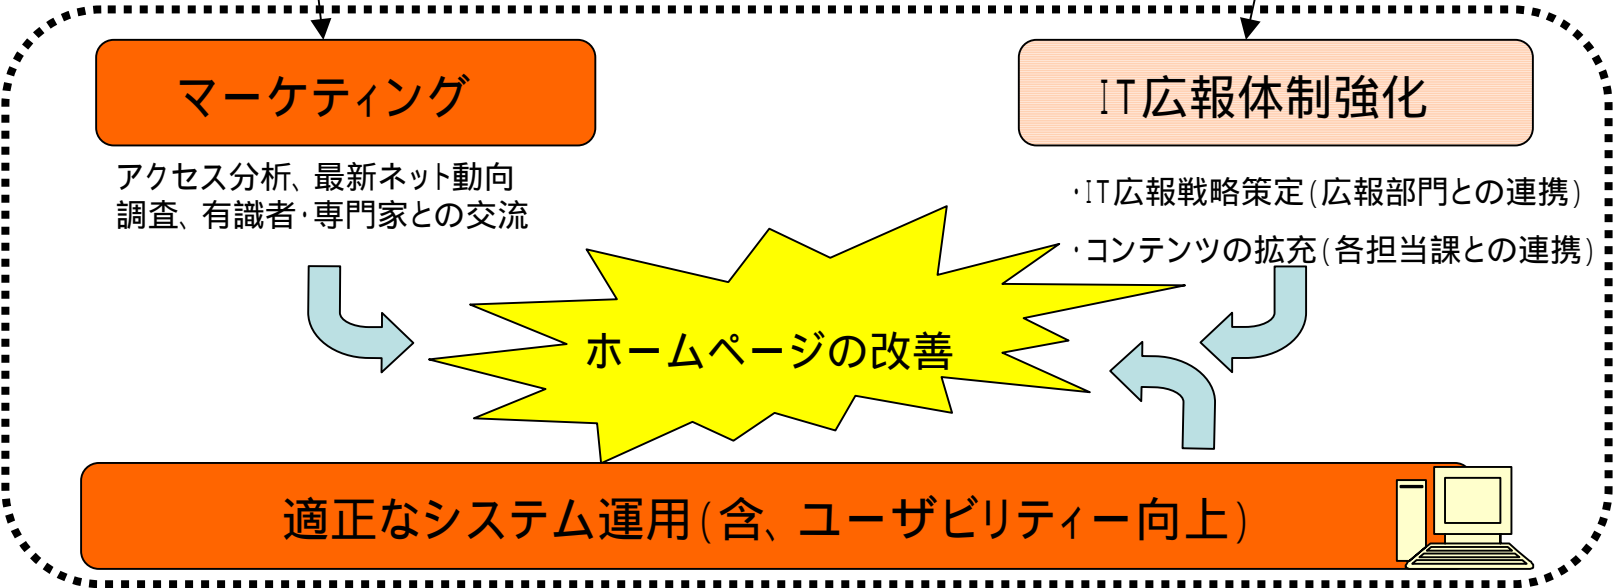 マーケティング
IT広報体制強化
アクセス分析、最新ネット動向
調査、有識者・専門家との交流
・IT広報戦略策定(広報部門との連携)
・コンテンツの拡充(各担当課との連携)
ホームページの改善
適正なシステム運用(含、ユーザビリティー向上)